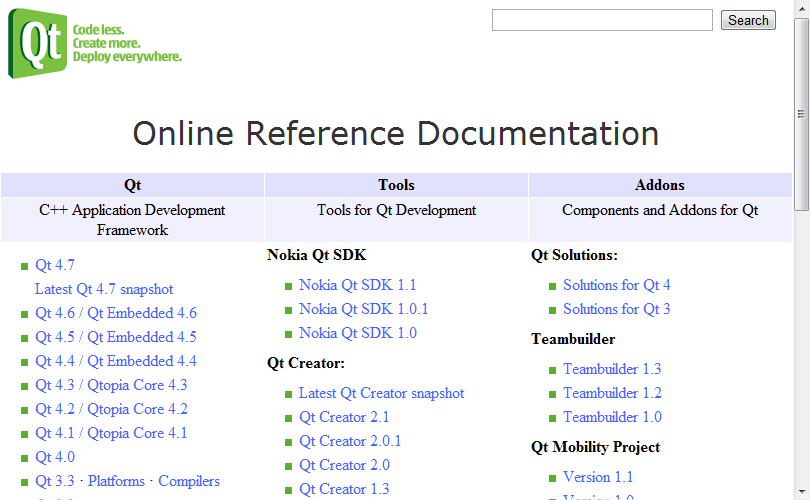 Qt
Code less.
Create more.
Deploy everywhere.
Search
Online Reference Documentation
Qt
C++ Application Development
Framework
Qt 4.7
Latest Qt 4.7 snapshot
Qt 4.6 / Qt Embedded 4.6
Qt 4.5 / Qt Embedded 4.5
Qt 4.4 / Qt Embedded 4.4
Qt 4.3 / Qtopia Core 4.3
Qt 4.2 / Qtopia Core 4.2
Qt 4.1 / Qtopia Core 4.1
Qt 4.0
Qt 3.3 · Platforms · Compilers
Tools
Tools for Qt Development
Nokia Qt SDK
Nokia Qt SDK 1.1
Nokia Qt SDK 1.0.1
Nokia Qt SDK 1.0
Qt Creator:
Latest Qt Creator snapshot
Qt Creator 2.1
Qt Creator 2.0.1
Qt Creator 2.0
Qt Creator 1.3
Addons
Components and Addons for Qt
Qt Solutions:
Solutions for Qt 4
Solutions for Qt 3
Teambuilder
Teambuilder 1.3
Teambuilder 1.2
Teambuilder 1.0
Qt Mobility Project
Version 1.1